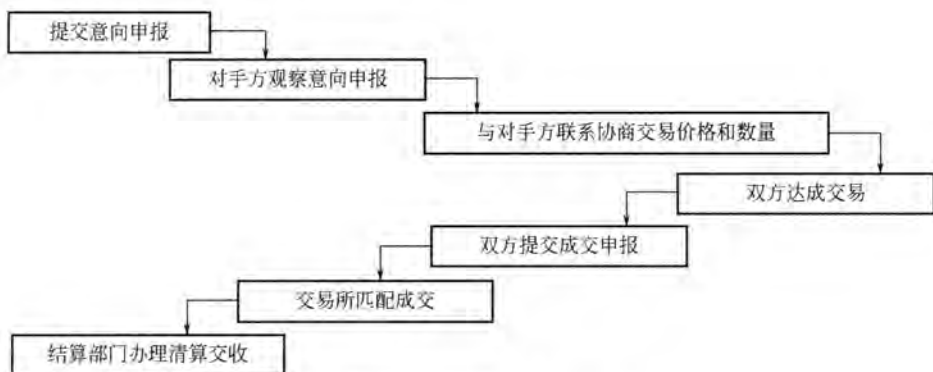 提交意向申报
对手方观察意向申报
与对手方联系协商交易价格和数量
双方达成交易
双方提交成交申报
交易所匹配成交
结算部门办理清算交收